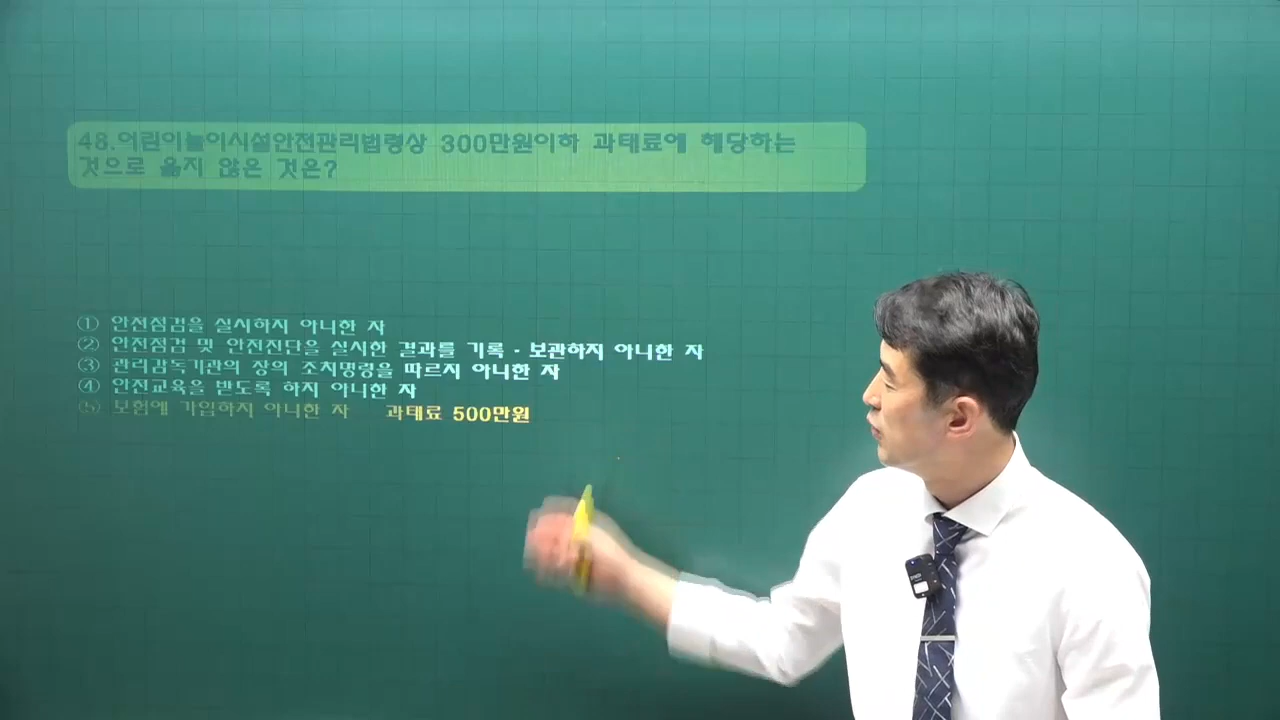 48.어린이놀이시설안전관리법령상 300만원이하 과태료에 해당하는
것으로 옳지 않은 것은?
① 안전점검을 실시하지 아니한 자
② 안전점검 및 안전진단을 실시한 결과를 기록·보관하지 아니한 자
③ 관리감독기관의 장의 조치명령을 따르지 아니한 자
④ 안전교육을 받도록 하지 아니한 자
⑤ 보험에 가입하지 아니한 자 과태료 500만원